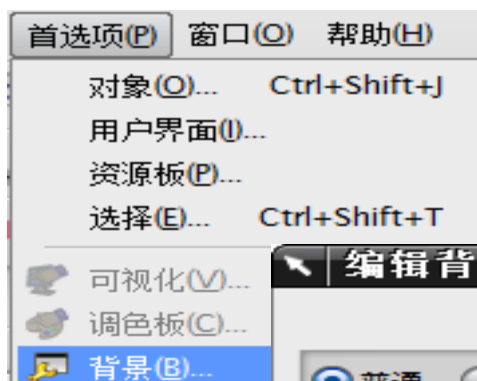 首选项(P) 窗口(O) 帮助(H)
对象(O)... Ctrl+Shift+J
用户界面(I)...
资源板(P)...
选择(E)... Ctrl+Shift+T
编辑背
可视化(V)...
调色板(C)...
背景(B)...
普通